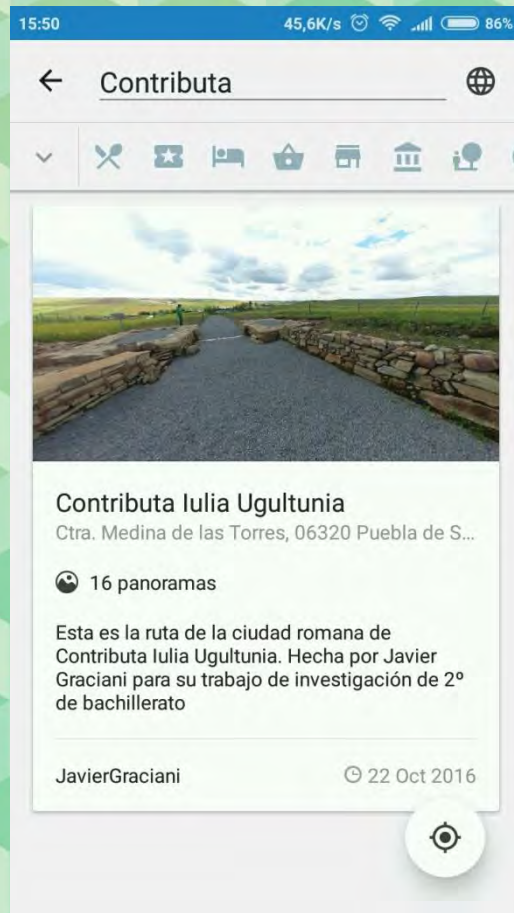 15:50 45,6K/s 86%
Contributa
Contributa Iulia Ugultunia
Ctra. Medina de las Torres, 06320 Puebla de S...
16 panoramas
Esta es la ruta de la ciudad romana de
Contributa Iulia Ugultunia. Hecha por Javier
Graciani para su trabajo de investigación de 2º
de bachillerato
JavierGraciani 22 Oct 2016